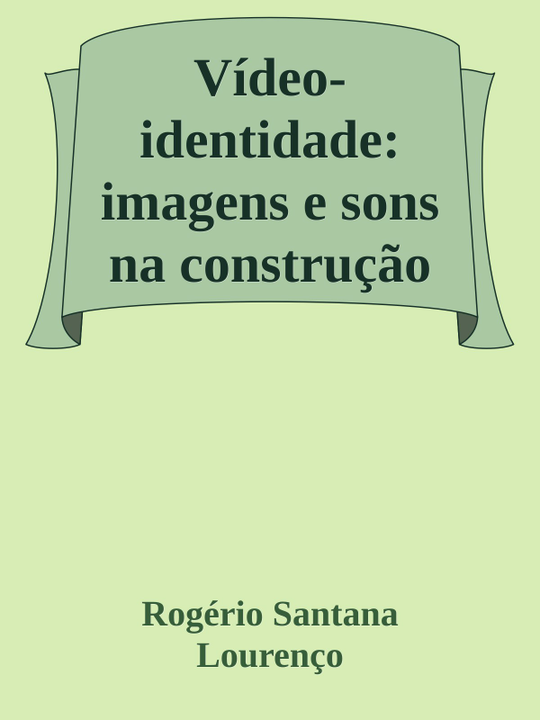 Vídeo-
identidade:
imagens e sons
na construção
Rogério Santana
Lourenço